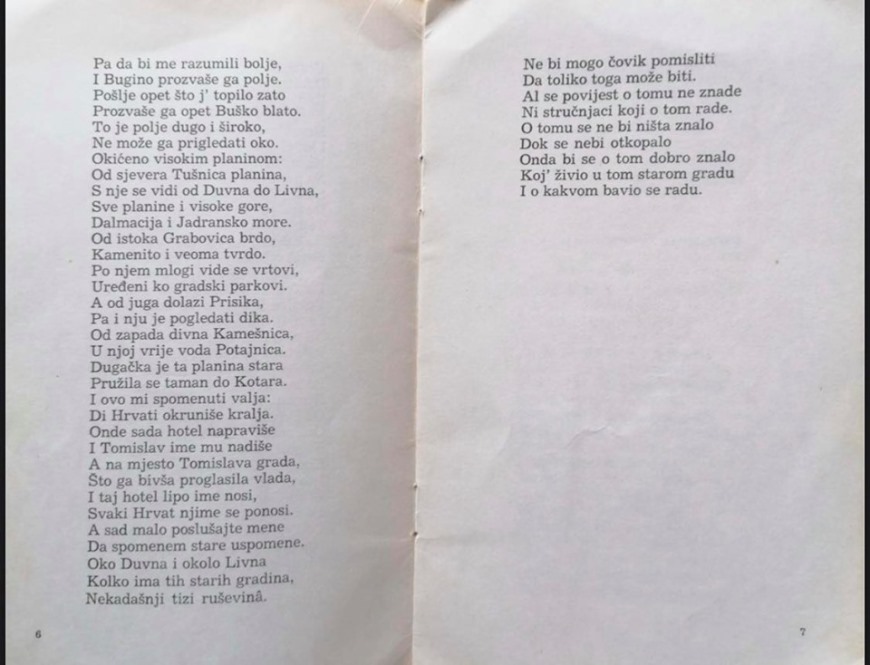 Pa da bi me razumili bolje,
I Bugino prozvaše ga polje.
Pošlje opet što j' topilo zato
Prozvaše ga opet Buško blato.
To je polje dugo i široko,
Ne može ga prigledati oko.
Okićeno visokim planinom:
Od sjevera Tušnica planina,
S nje se vidi od Duvna do Livna,
Sve planine i visoke gore,
Dalmacija i Jadransko more.
Od istoka Grabovica brdo,
Kamenito i veoma tvrdo.
Po njem mlogi vide se vrtovi,
Uređeni ko gradski parkovi.
A od juga dolazi Prisika,
Pa i nju je pogledati dika.
Od zapada divna Kamešnica,
U njoj vrije voda Potajnica.
Dugačka je ta planina stara
Pružila se taman do Kotara.
I ovo mi spomenuti valja:
Di Hrvati okruniše kralja.
Onde sada hotel napraviše
I Tomislav ime mu nadiše
A na mjesto Tomislava grada,
Što ga bivša proglasila vlada,
I taj hotel lipo ime nosi,
Svaki Hrvat njime se ponosi.
A sad malo poslušajte mene
Da spomenem stare uspomene.
Oko Duvna i okolo Livna
Kolko ima tih starih gradina,
Nekadašnji tizi ruševinâ.
6
Ne bi mogo čovik pomisliti
Da toliko toga može biti.
Al se povijest o tomu ne znade
Ni stručnjaci koji o tom rade.
O tomu se ne bi ništa znalo
Dok se nebi otkopalo
Onda bi se o tom dobro znalo
Koj' živio u tom starom gradu
I o kakvom bavio se radu.
7